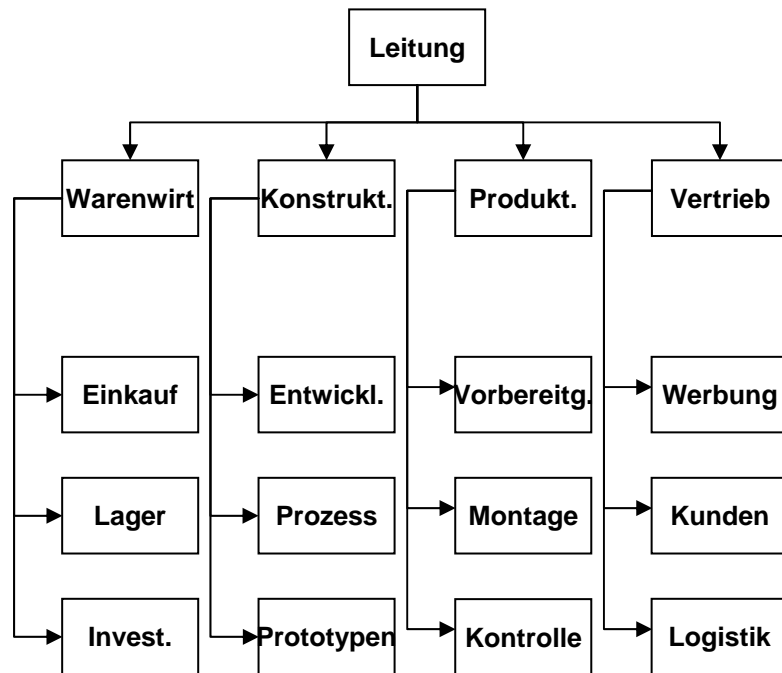 Leitung
Warenwirt
Konstrukt.
Produkt.
Vertrieb
Einkauf
Entwickl.
Vorbereitg.
Werbung
Lager
Prozess
Montage
Kunden
Invest.
Prototypen
Kontrolle
Logistik